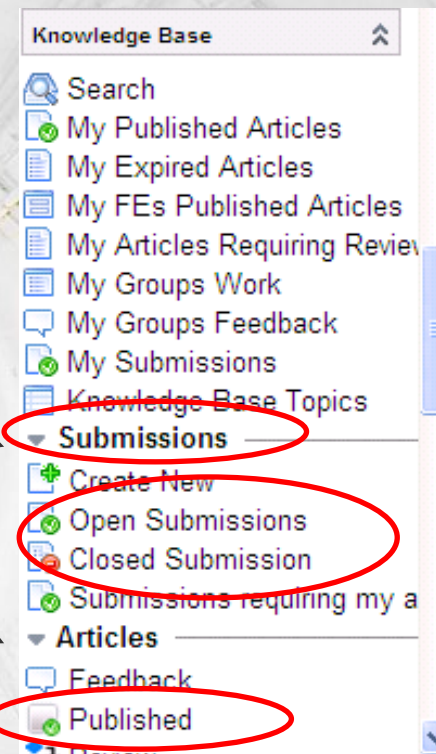 Knowledge Base
Search
My Published Articles
My Expired Articles
My FEs Published Articles
My Articles Requiring Review
My Groups Work
My Groups Feedback
My Submissions
Knowledge Base Topics
Submissions
Create New
Open Submissions
Closed Submission
Submissions requiring my a
Articles
Feedback
Published
Review